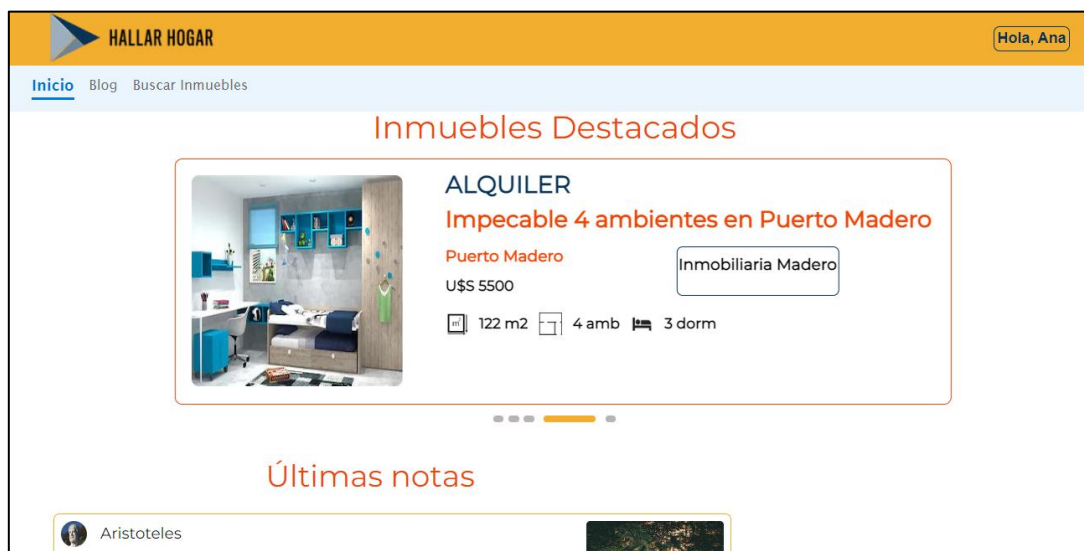 HALLAR HOGAR
Hola, Ana
Inicio Blog Buscar Inmuebles
Inmuebles Destacados
ALQUILER
Impecable 4 ambientes en Puerto Madero
Puerto Madero
Inmobiliaria Madero
U$S 5500
m² 122 m2 4 amb 3 dorm
Últimas notas
Aristoteles